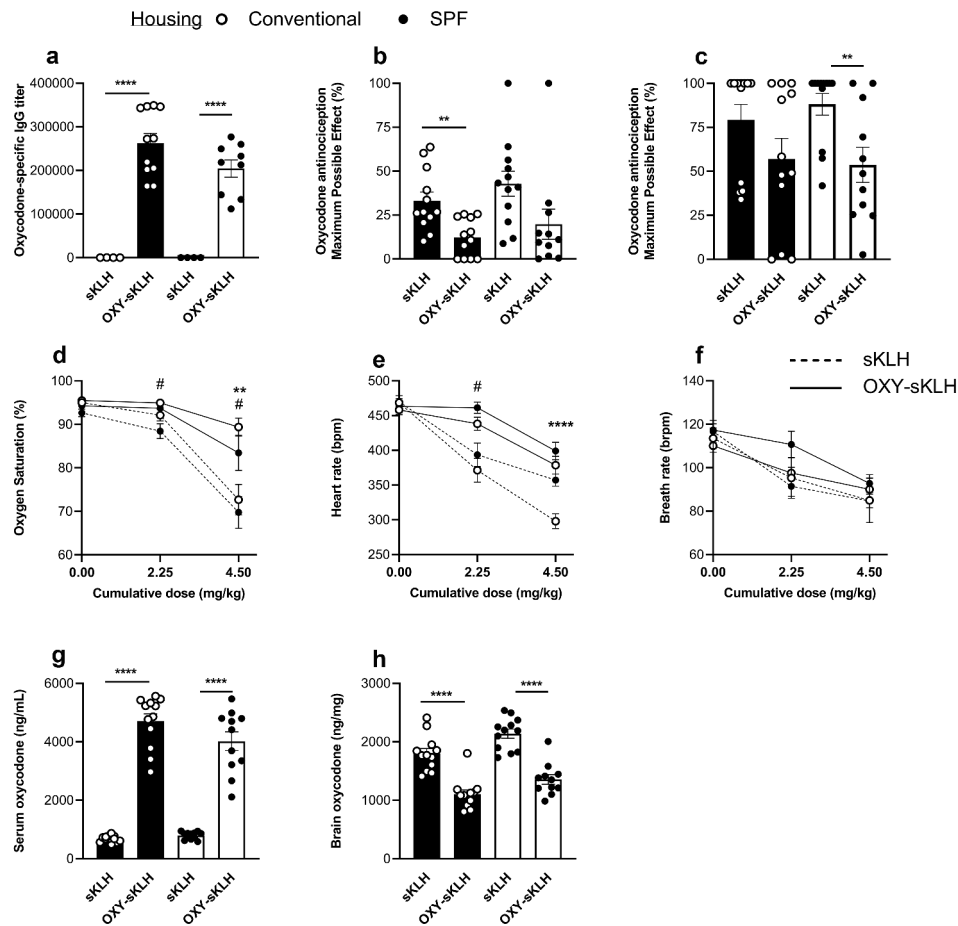 Housing Conventional SPF
a
Oxycodone-specific IgG titer
400000
300000
200000
100000
0
****
****
sKLH
OXY-sKLH
sKLH
OXY-sKLH
b
Oxycodone antinociception
Maximum Possible Effect (%)
100
75
50
25
0
**
sKLH
OXY-sKLH
sKLH
OXY-sKLH
c
Oxycodone antinociception
Maximum Possible Effect (%)
100
75
50
25
0
**
sKLH
OXY-sKLH
sKLH
OXY-sKLH
d
Oxygen Saturation (%)
100
90
80
70
60
#
**
#
0.00 2.25 4.50
Cumulative dose (mg/kg)
e
Heart rate (bpm)
500
450
400
350
300
250
#
****
0.00 2.25 4.50
Cumulative dose (mg/kg)
f
sKLH
OXY-sKLH
Breath rate (brpm)
140
120
100
80
60
0.00 2.25 4.50
Cumulative dose (mg/kg)
g
Serum oxycodone (ng/mL)
6000
4000
2000
0
****
****
sKLH
OXY-sKLH
sKLH
OXY-sKLH
h
Brain oxycodone (ng/mg)
3000
2000
1000
0
****
****
sKLH
OXY-sKLH
sKLH
OXY-sKLH